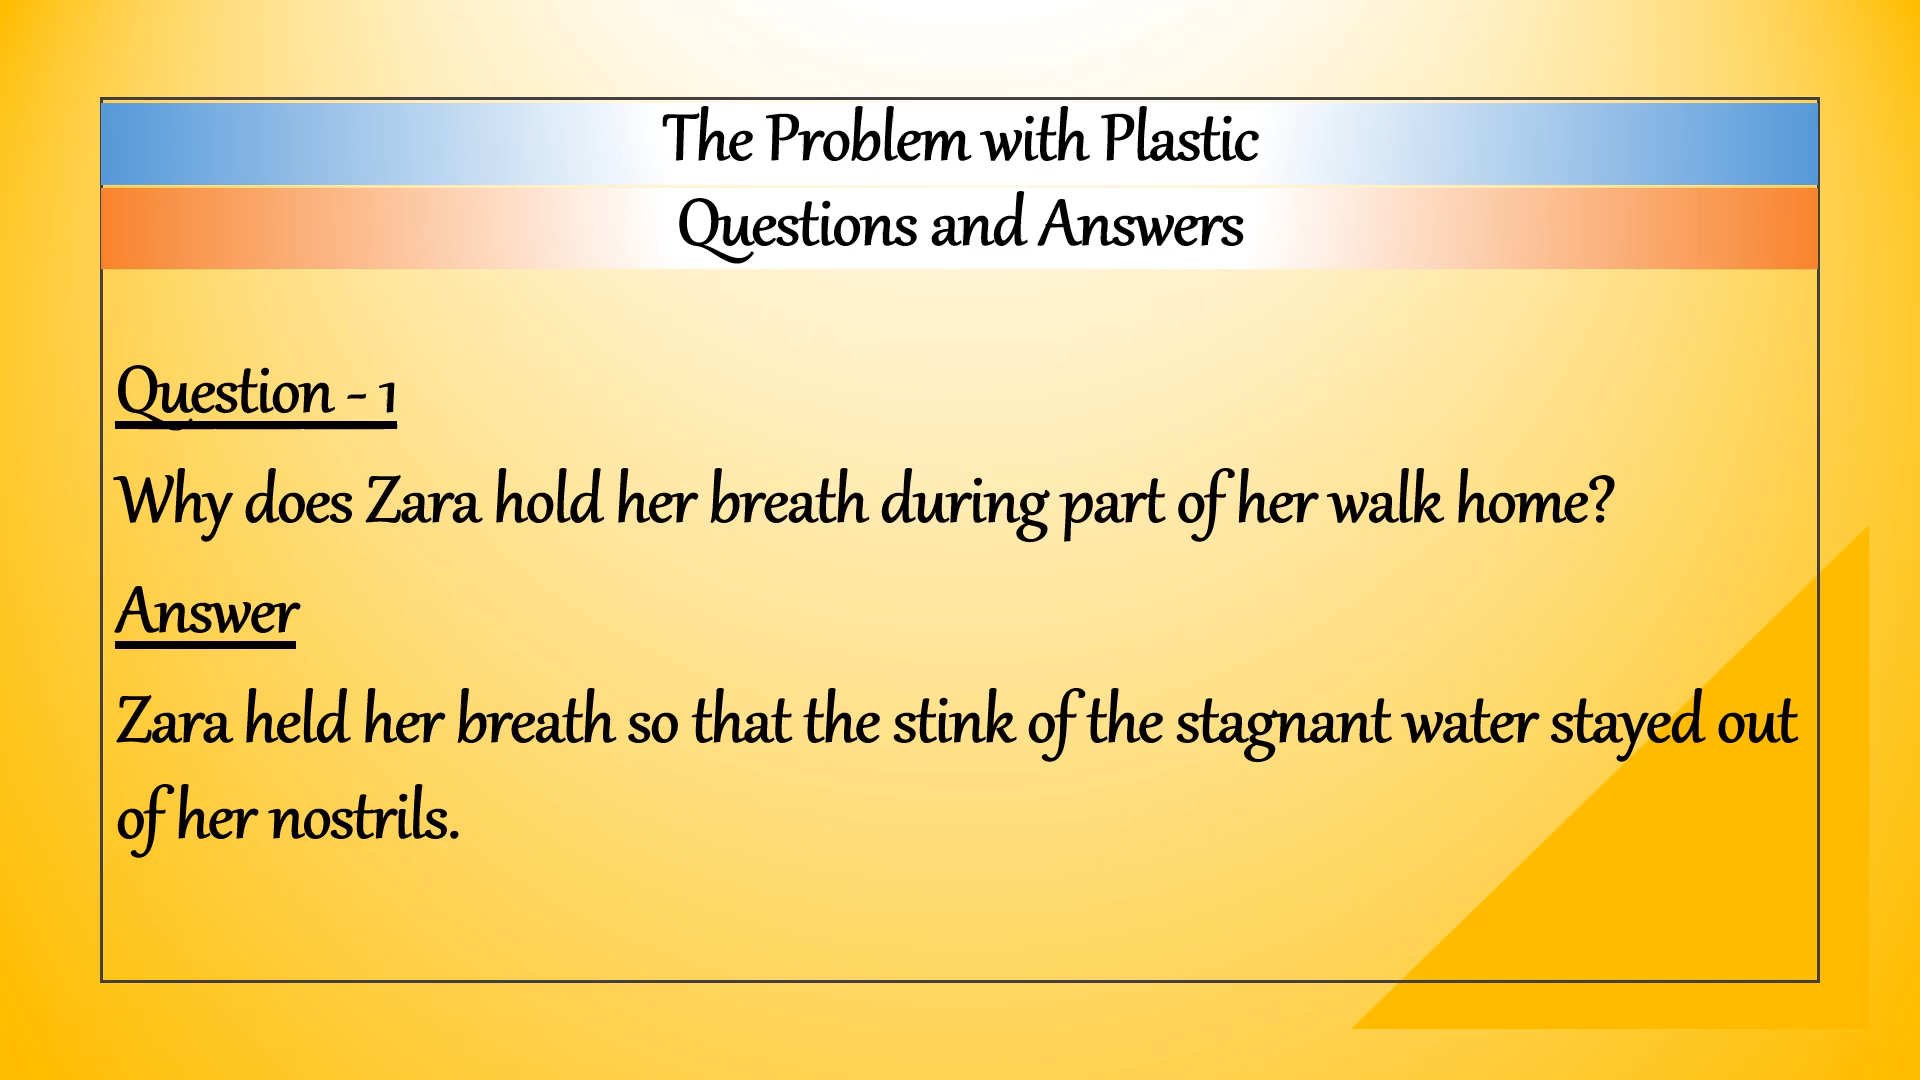 The Problem with Plastic
Questions and Answers
Question - 1
Why does Zara hold her breath during part of her walk home?
Answer
Zara held her breath so that the stink of the stagnant water stayed out
of her nostrils.